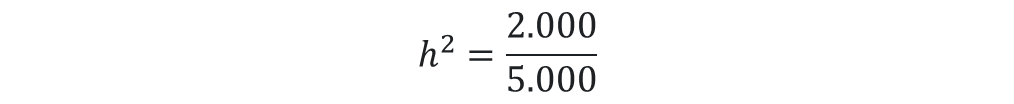 h² = 2.000 / 5.000